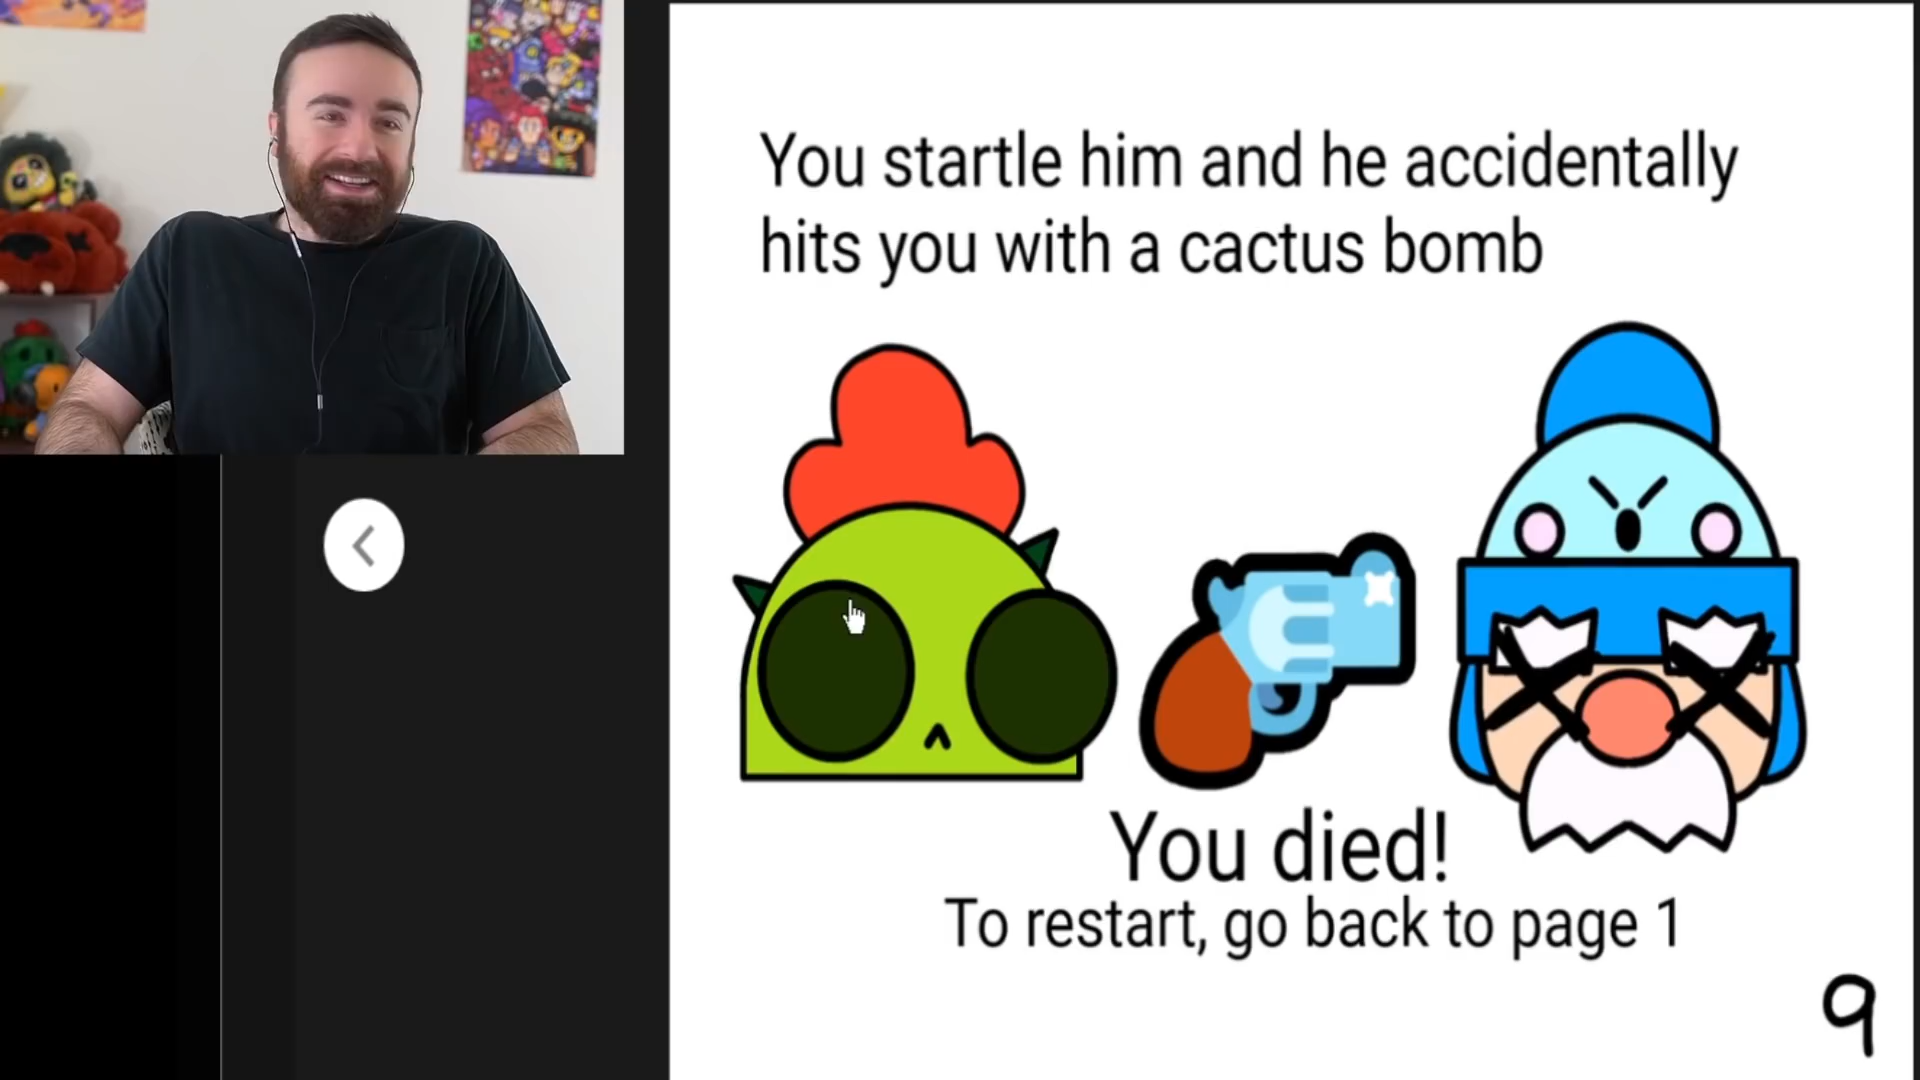 You startle him and he accidentally
hits you with a cactus bomb
You died!
To restart, go back to page 1
9